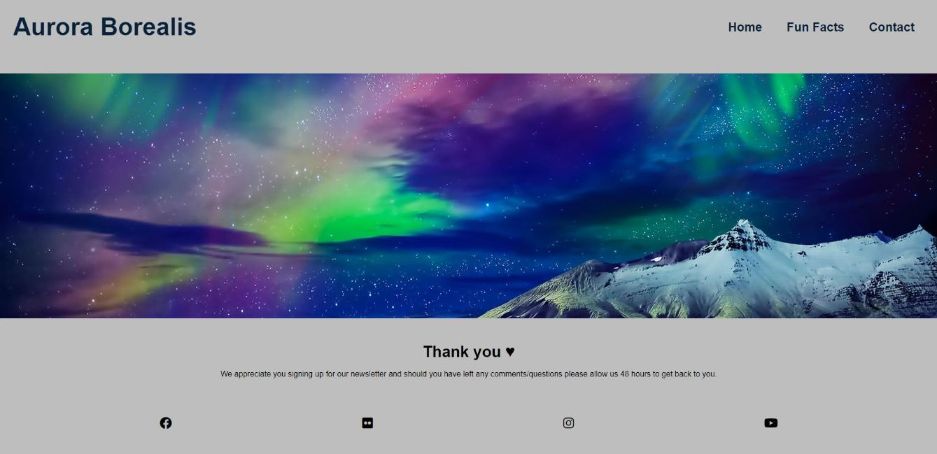 Aurora Borealis
Home Fun Facts Contact
Thank you ♥
We appreciate you signing up for our newsletter and should you have left any comments/questions please allow us 48 hours to get back to you.